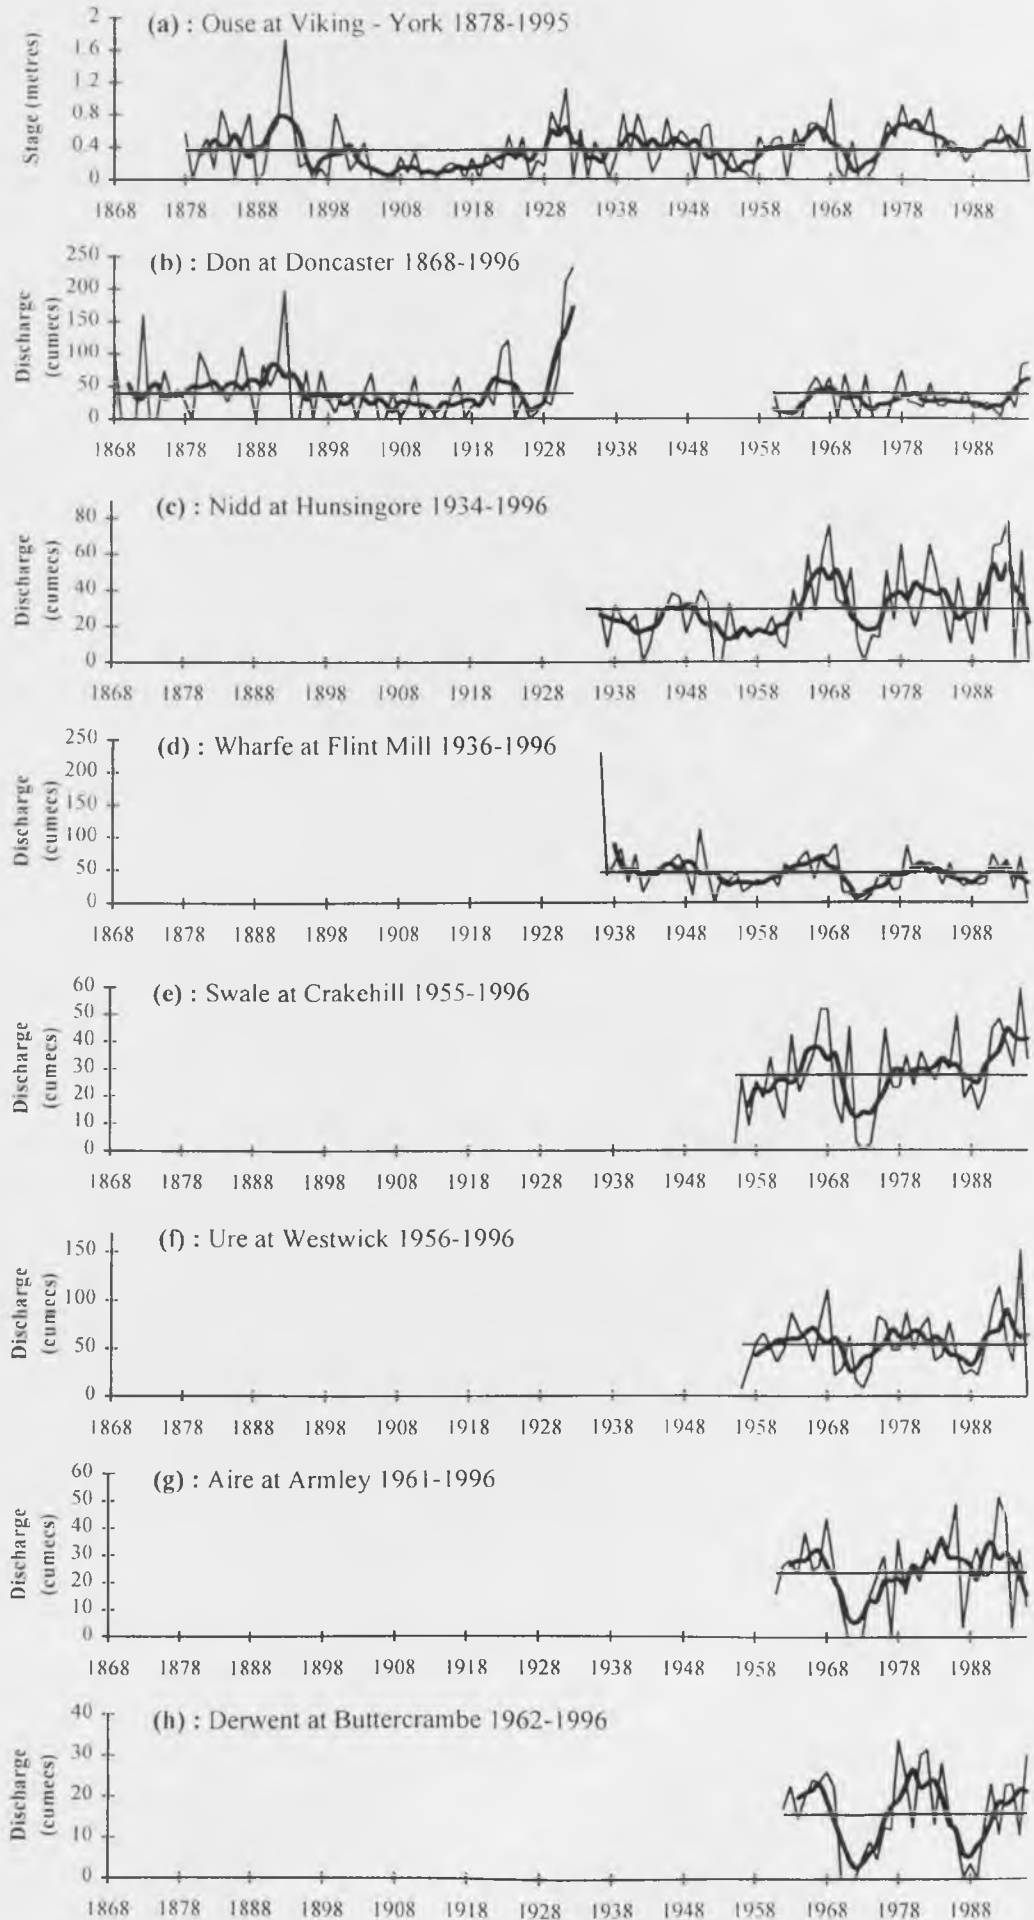 (a) : Ouse at Viking - York 1878-1995
Stage (metres)
2
1.6
1.2
0.8
0.4
0
1868 1878 1888 1898 1908 1918 1928 1938 1948 1958 1968 1978 1988
(b) : Don at Doncaster 1868-1996
Discharge
(cumecs)
250
200
150
100
50
0
1868 1878 1888 1898 1908 1918 1928 1938 1948 1958 1968 1978 1988
(c) : Nidd at Hunsingore 1934-1996
Discharge
(cumecs)
80
60
40
20
0
1868 1878 1888 1898 1908 1918 1928 1938 1948 1958 1968 1978 1988
(d) : Wharfe at Flint Mill 1936-1996
Discharge
(cumecs)
250
200
150
100
50
0
1868 1878 1888 1898 1908 1918 1928 1938 1948 1958 1968 1978 1988
(e) : Swale at Crakehill 1955-1996
Discharge
(cumecs)
60
50
40
30
20
10
0
1868 1878 1888 1898 1908 1918 1928 1938 1948 1958 1968 1978 1988
(f) : Ure at Westwick 1956-1996
Discharge
(cumecs)
150
100
50
0
1868 1878 1888 1898 1908 1918 1928 1938 1948 1958 1968 1978 1988
(g) : Aire at Armley 1961-1996
Discharge
(cumecs)
60
50
40
30
20
10
0
1868 1878 1888 1898 1908 1918 1928 1938 1948 1958 1968 1978 1988
(h) : Derwent at Buttercrambe 1962-1996
Discharge
(cumecs)
40
30
20
10
0
1868 1878 1888 1898 1908 1918 1928 1938 1948 1958 1968 1978 1988